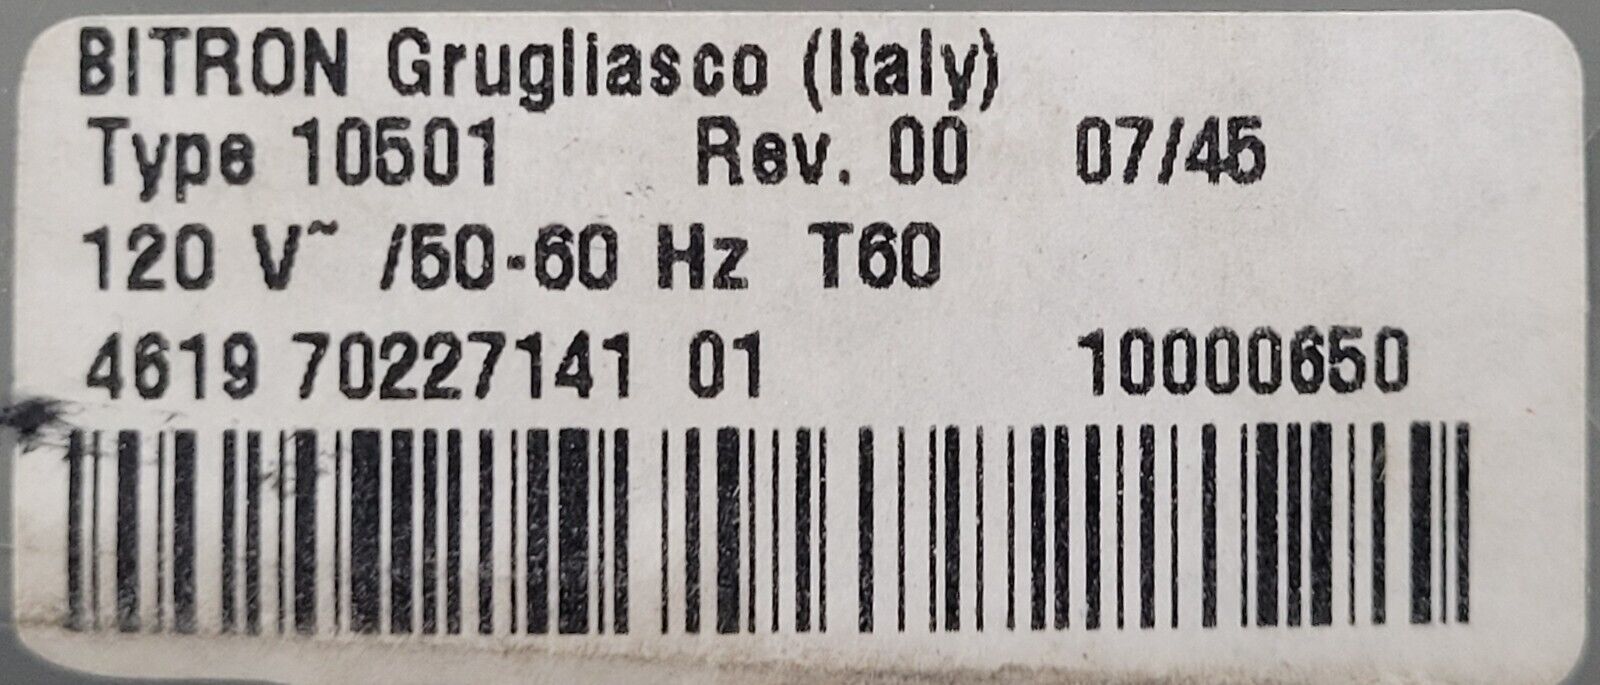 BITRON Grugliasco (Italy)
Type 10501 Rev. 00 07/45
120 V~ /50-60 Hz T60
4619 70227141 01 10000650